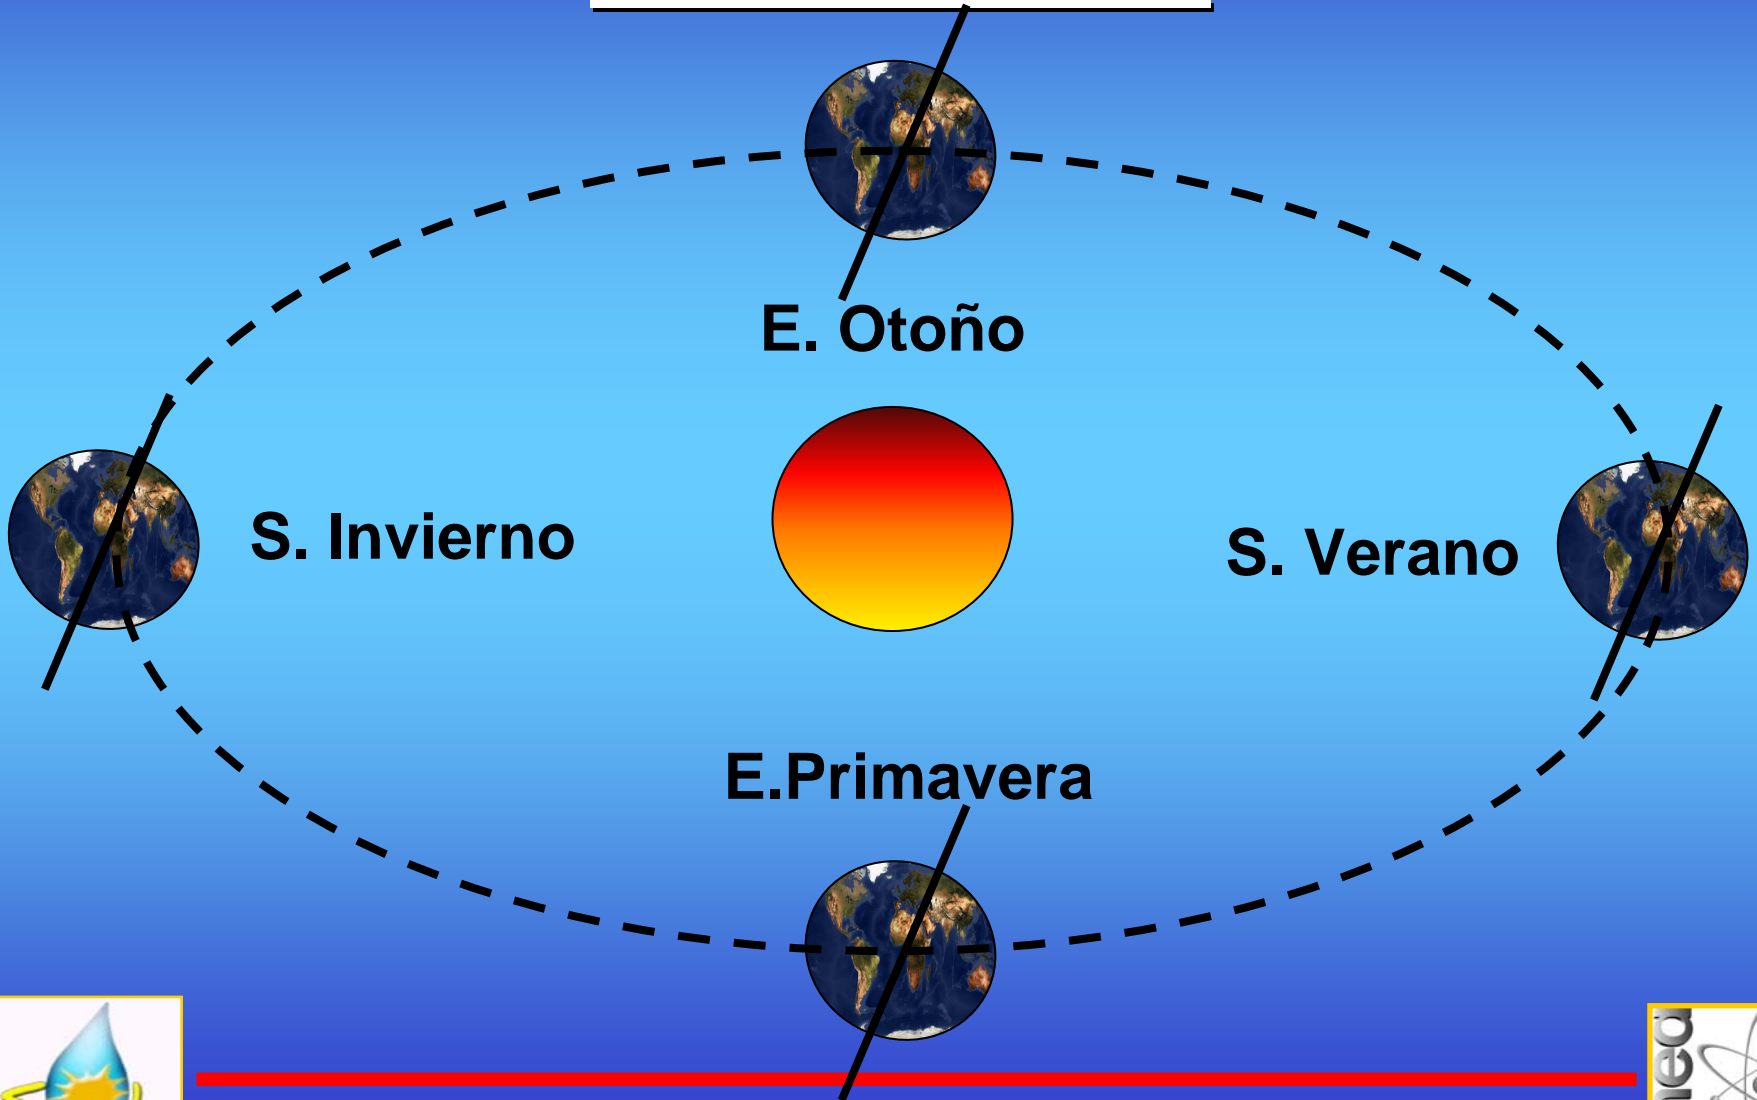 E. Otoño
S. Invierno
S. Verano
E.Primavera